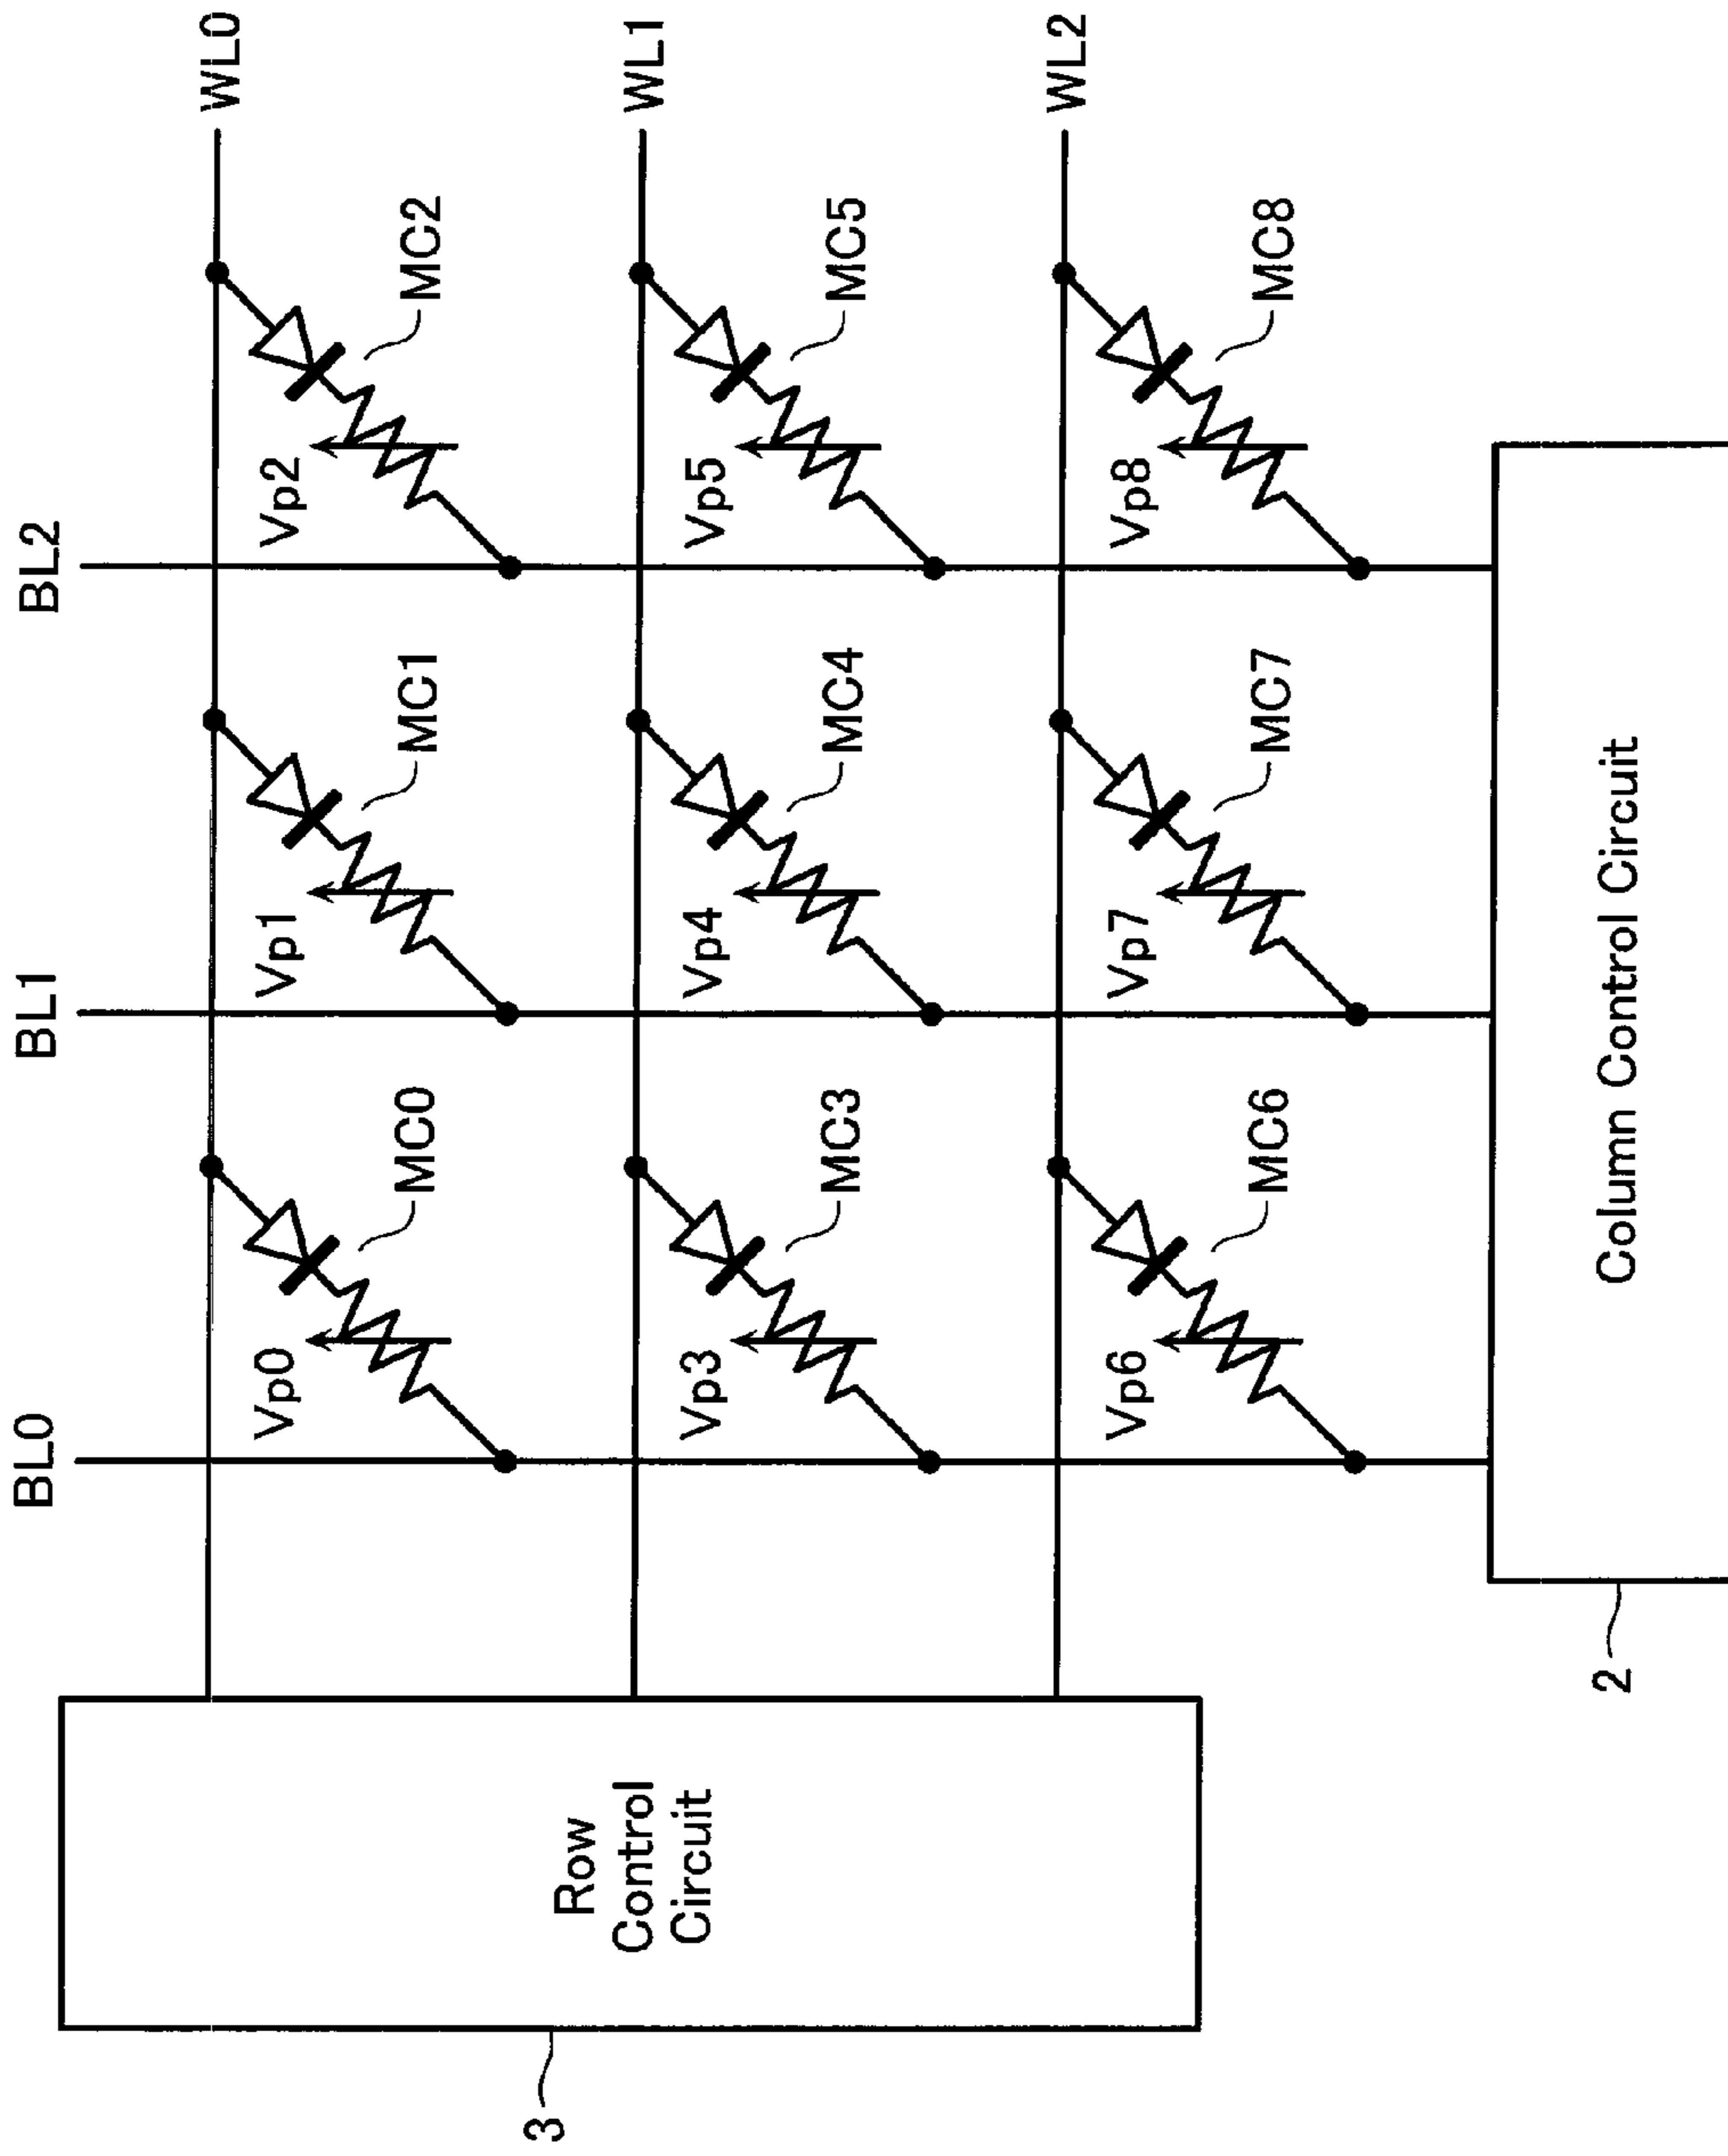 BL0
BL1
BL2
WL0
Vp0
Vp1
Vp2
MC0
MC1
MC2
3
Row
Control
Circuit
WL1
Vp3
Vp4
Vp5
MC3
MC4
MC5
WL2
Vp6
Vp7
Vp8
MC6
MC7
MC8
2
Column Control Circuit